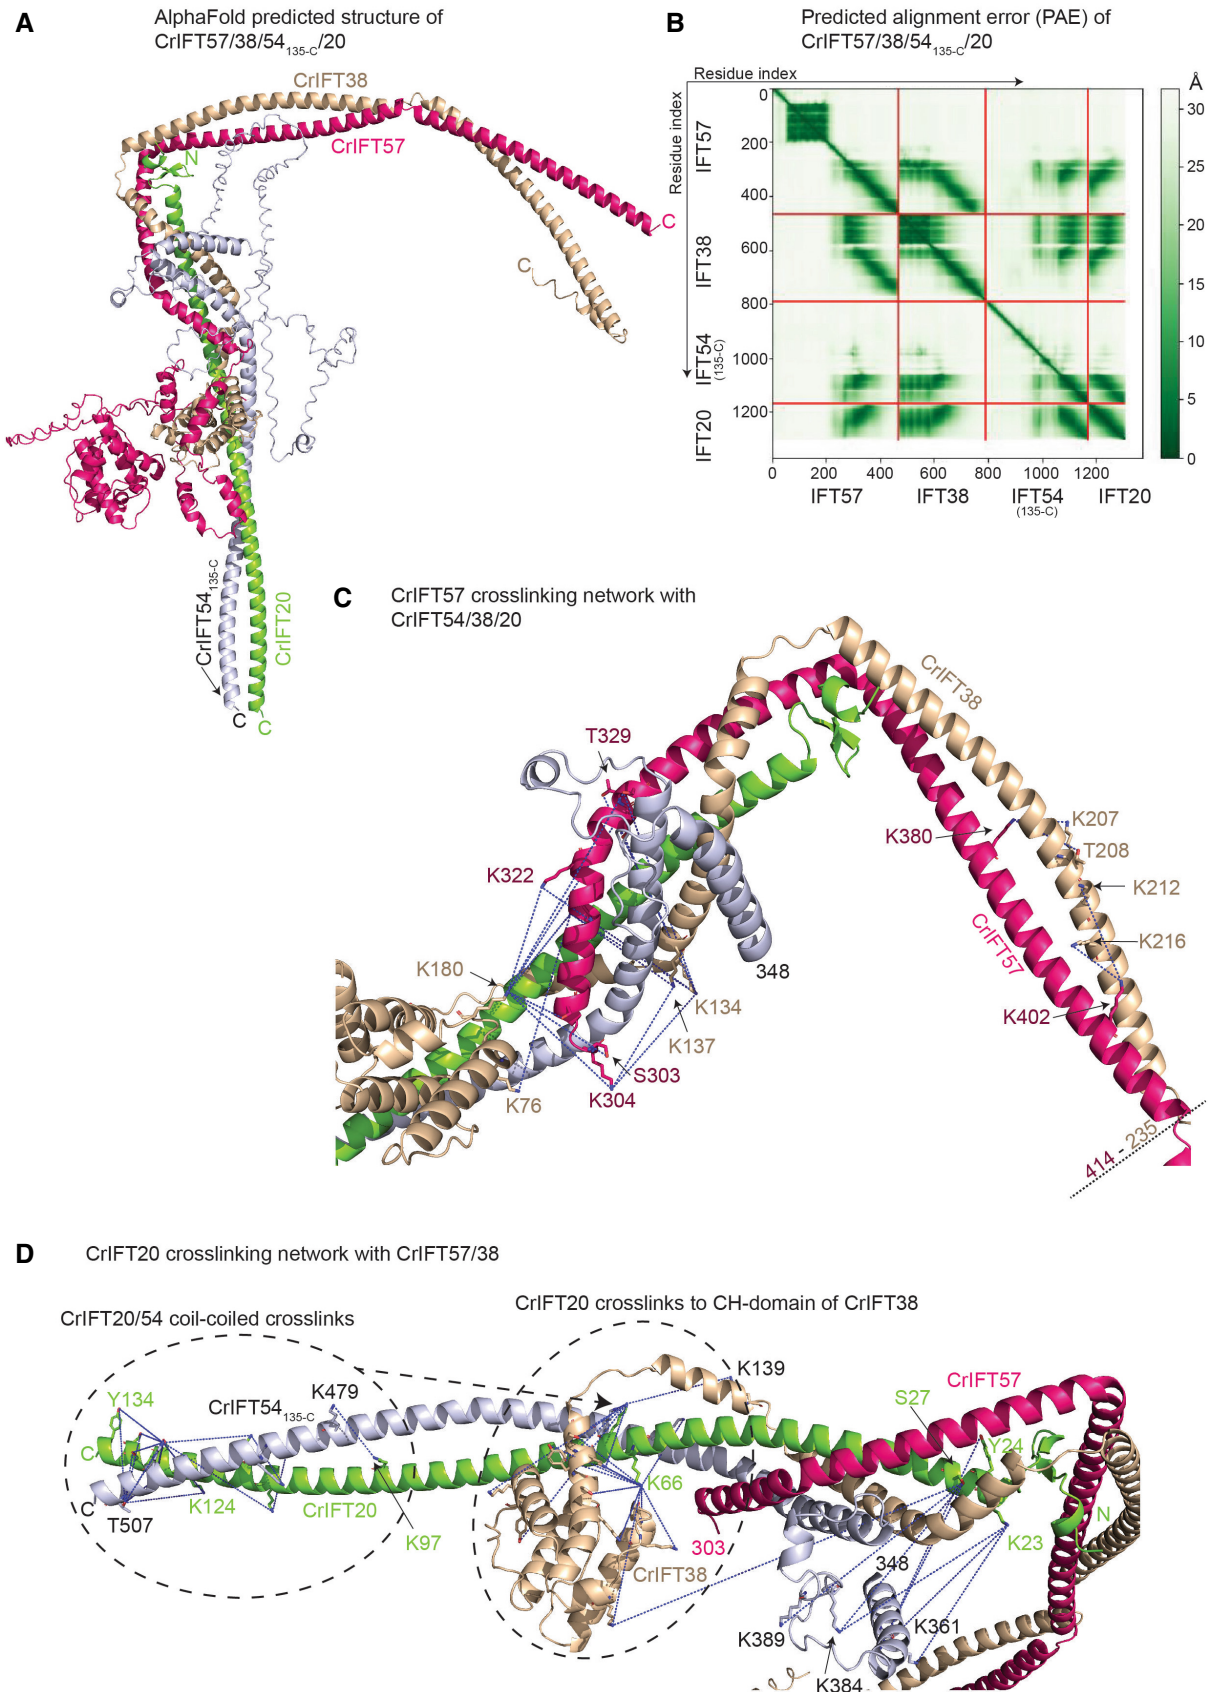 A
AlphaFold predicted structure of
CrIFT57/38/54135-C/20
CrIFT38
CrIFT57
N
C
C
CrIFT54135-C
CrIFT20
C
C
B
Predicted alignment error (PAE) of
CrIFT57/38/54135-C/20
Residue index
Residue index
Å
0
200
400
600
800
1000
1200
IFT57
IFT38
IFT54
(135-C)
IFT20
0 200 400 600 800 1000 1200
IFT57 IFT38 IFT54 IFT20
(135-C)
30
25
20
15
10
5
0
C
CrIFT57 crosslinking network with
CrIFT54/38/20
CrIFT38
T329
K207
K380
T208
K322
K212
CrIFT57
K216
348
K180
K134
K402
K137
S303
K76
K304
414 - 235
D
CrIFT20 crosslinking network with CrIFT57/38
CrIFT20 crosslinks to CH-domain of CrIFT38
CrIFT20/54 coil-coiled crosslinks
K139
CrIFT57
K479
S27
Y134
CrIFT54135-C
Y24
C
K66
K124
CrIFT20
C
T507
N
K97
303
K23
CrIFT38
348
K389
K361
K384